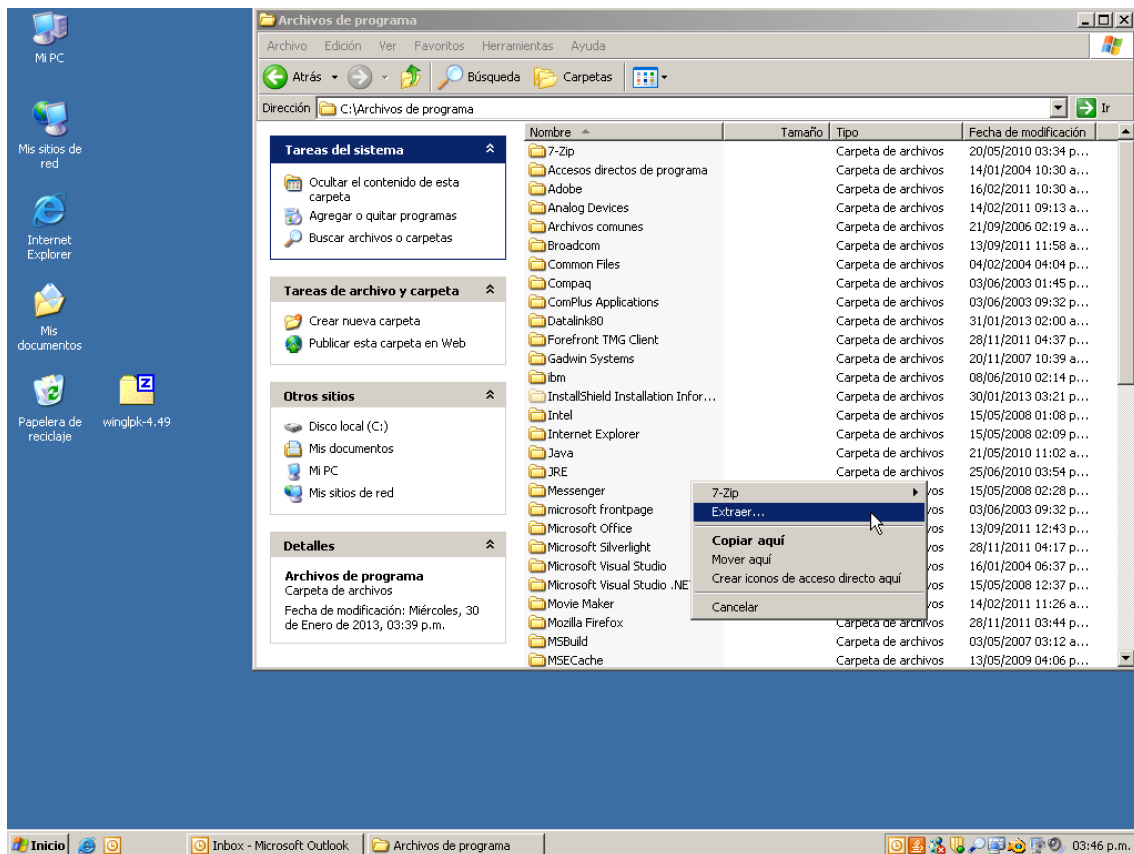 Mi PC
Mis sitios de
red
Internet
Explorer
Mis
documentos
Papelera de
reciclaje
winglpk-4.49
Archivos de programa
Archivo Edición Ver Favoritos Herramientas Ayuda
Atrás Búsqueda Carpetas
Dirección C:\Archivos de programa Ir
Tareas del sistema
Ocultar el contenido de esta
carpeta
Agregar o quitar programas
Buscar archivos o carpetas
Tareas de archivo y carpeta
Crear nueva carpeta
Publicar esta carpeta en Web
Otros sitios
Disco local (C:)
Mis documentos
Mi PC
Mis sitios de red
Detalles
Archivos de programa
Carpeta de archivos
Fecha de modificación: Miércoles, 30
de Enero de 2013, 03:39 p.m.
Nombre Tamaño Tipo Fecha de modificación
7-Zip Carpeta de archivos 20/05/2010 03:34 p...
Accesos directos de programa Carpeta de archivos 14/01/2004 10:30 a...
Adobe Carpeta de archivos 16/02/2011 10:30 a...
Analog Devices Carpeta de archivos 14/02/2011 09:13 a...
Archivos comunes Carpeta de archivos 21/09/2006 02:19 a...
Broadcom Carpeta de archivos 13/09/2011 11:58 a...
Common Files Carpeta de archivos 04/02/2004 04:04 p...
Compaq Carpeta de archivos 03/06/2003 01:45 p...
ComPlus Applications Carpeta de archivos 03/06/2003 09:32 p...
Datalink80 Carpeta de archivos 31/01/2013 02:00 a...
Forefront TMG Client Carpeta de archivos 28/11/2011 04:37 p...
Gadwin Systems Carpeta de archivos 20/11/2007 10:39 a...
ibm Carpeta de archivos 08/06/2010 02:14 p...
InstallShield Installation Infor... Carpeta de archivos 30/01/2013 03:21 p...
Intel Carpeta de archivos 15/05/2008 01:08 p...
Internet Explorer Carpeta de archivos 15/05/2008 02:09 p...
Java Carpeta de archivos 21/05/2010 11:02 a...
JRE Carpeta de archivos 25/06/2010 03:54 p...
Messenger vos 15/05/2008 02:28 p...
microsoft frontpage vos 03/06/2003 09:32 p...
Microsoft Office vos 13/09/2011 12:43 p...
Microsoft Silverlight vos 28/11/2011 04:17 p...
Microsoft Visual Studio vos 16/01/2004 06:37 p...
Microsoft Visual Studio .NE vos 15/05/2008 12:37 p...
Movie Maker vos 14/02/2011 11:26 a...
Mozilla Firefox Carpeta de archivos 28/11/2011 03:44 p...
MSBuild Carpeta de archivos 03/05/2007 03:12 a...
MSECache Carpeta de archivos 13/05/2009 04:06 p...
7-Zip
Extraer...
Copiar aquí
Mover aquí
Crear iconos de acceso directo aquí
Cancelar
Inicio Inbox - Microsoft Outlook Archivos de programa 03:46 p.m.